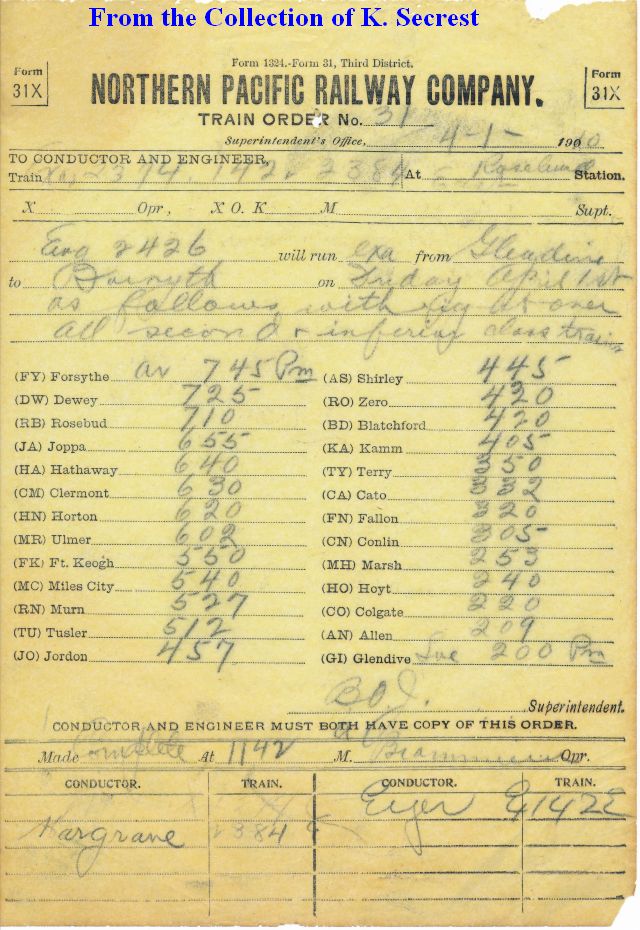 From the Collection of K. Secrest
Form 1324.-Form 31, Third District.
Form 31X
NORTHERN PACIFIC RAILWAY COMPANY.
Form 31X
TRAIN ORDER No. 31
Superintendent's Office, 4-1- 1910
TO CONDUCTOR AND ENGINEER,
Train 2374, 1422 2384 At Rosebud Station.
X Opr, X O. K M Supt.
Eng 2426 will run exa from Glendive
to Forsyth on Friday April 1st
as follows with right over
all second & inferior class trains
(FY) Forsythe ar 745 Pm (AS) Shirley 445
(DW) Dewey 725 (RO) Zero 420
(RB) Rosebud 710 (BD) Blatchford 420
(JA) Joppa 655 (KA) Kamm 405
(HA) Hathaway 640 (TY) Terry 350
(CM) Clermont 630 (CA) Cato 332
(HN) Horton 620 (FN) Fallon 320
(MR) Ulmer 602 (CN) Conlin 305
(FK) Ft. Keogh 550 (MH) Marsh 253
(MC) Miles City 540 (HO) Hoyt 240
(RN) Murn 527 (CO) Colgate 220
(TU) Tusler 512 (AN) Allen 209
(JO) Jordon 457 (GI) Glendive Lve 200 Pm
Superintendent.
CONDUCTOR AND ENGINEER MUST BOTH HAVE COPY OF THIS ORDER.
Made Complete At 1142 M. Opr.
CONDUCTOR. TRAIN. CONDUCTOR. TRAIN.
Hargrave 2384 E1422